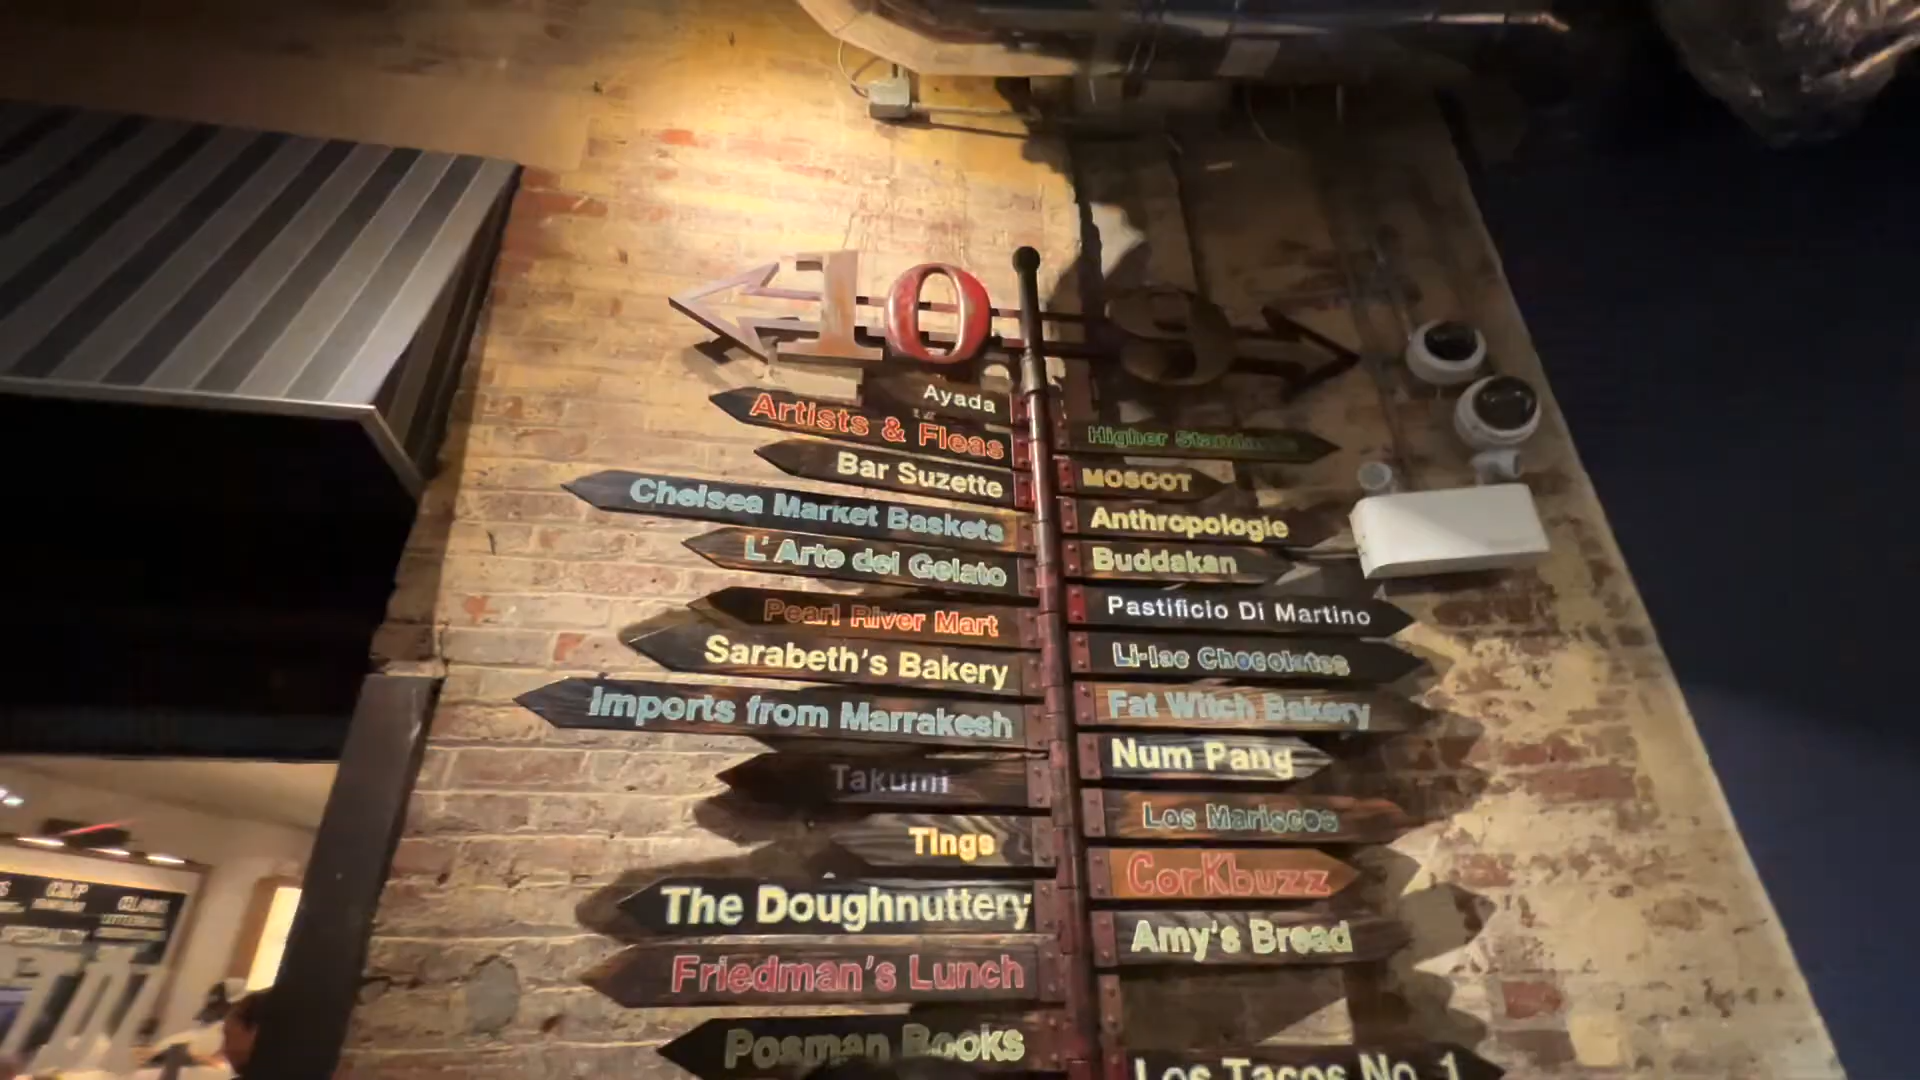 10
9
Ayada
Artists & Fleas
Bar Suzette
Chelsea Market Baskets
L'Arte del Gelato
Pearl River Mart
Sarabeth's Bakery
Imports from Marrakesh
Takumi
Tings
The Doughnuttery
Friedman's Lunch
Posman Books
Higher Standards
MOSCOT
Anthropologie
Buddakan
Pastificio Di Martino
Li-lac Chocolates
Fat Witch Bakery
Num Pang
Los Mariscos
CorKbuzz
Amy's Bread
Los Tacos No. 1